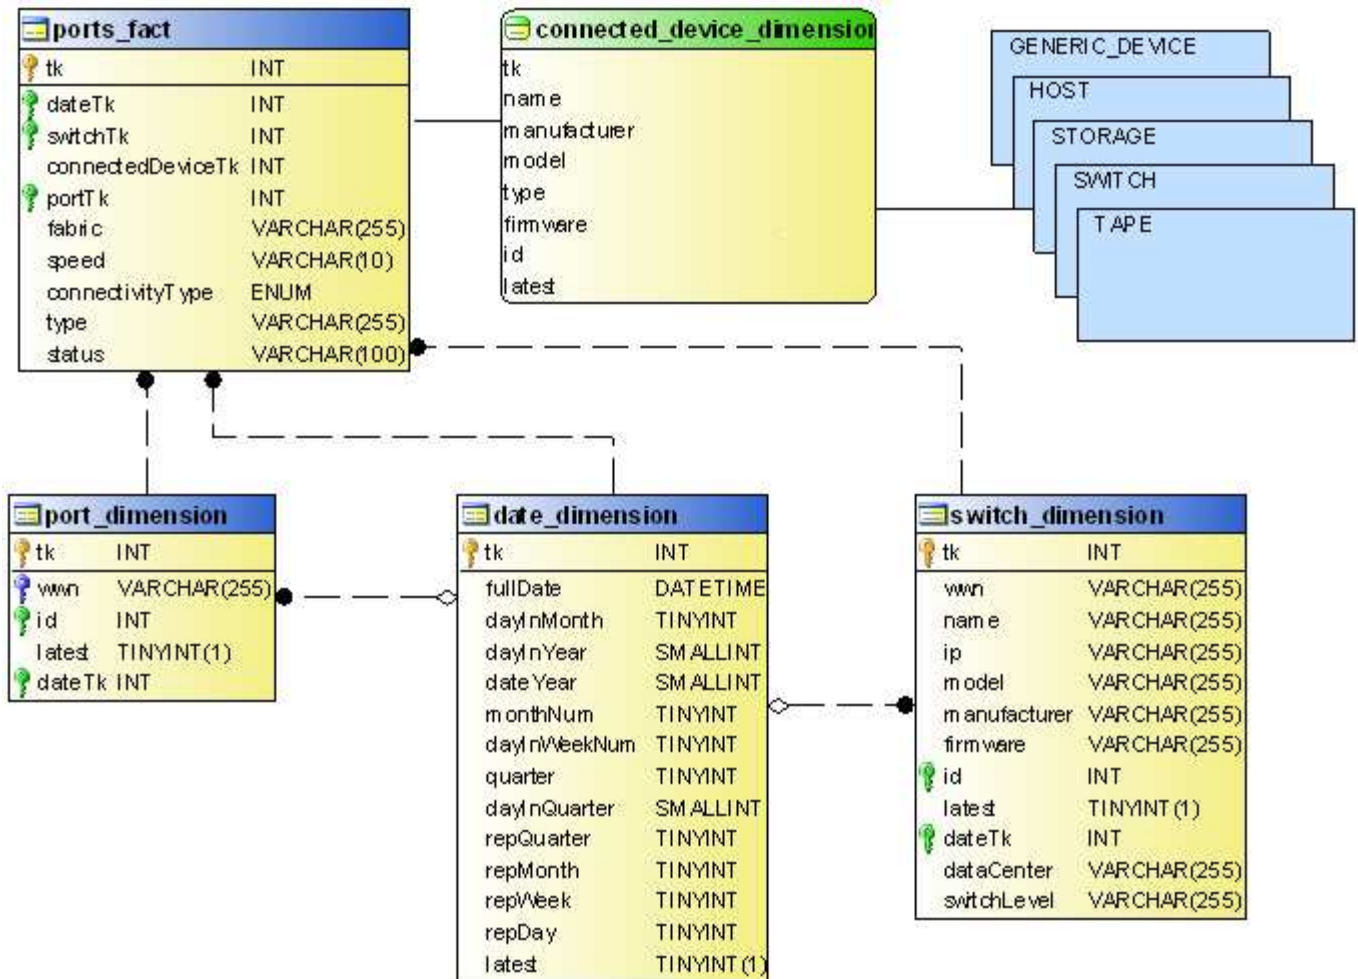 ports_fact
tk INT
dateTk INT
switchTk INT
connectedDeviceTk INT
portTk INT
fabric VARCHAR(255)
speed VARCHAR(10)
connectivityType ENUM
type VARCHAR(255)
status VARCHAR(100)
connected_device_dimension
tk
name
manufacturer
model
type
firmware
id
latest
GENERIC_DEVICE
HOST
STORAGE
SWITCH
TAPE
port_dimension
tk INT
wwn VARCHAR(255)
id INT
latest TINYINT(1)
dateTk INT
date_dimension
tk INT
fullDate DATETIME
dayInMonth TINYINT
dayInYear SMALLINT
dateYear SMALLINT
monthNum TINYINT
dayInWeekNum TINYINT
quarter TINYINT
dayInQuarter SMALLINT
repQuarter TINYINT
repMonth TINYINT
repWeek TINYINT
repDay TINYINT
latest TINYINT(1)
switch_dimension
tk INT
wwn VARCHAR(255)
name VARCHAR(255)
ip VARCHAR(255)
model VARCHAR(255)
manufacturer VARCHAR(255)
firmware VARCHAR(255)
id INT
latest TINYINT(1)
dateTk INT
dataCenter VARCHAR(255)
switchLevel VARCHAR(255)